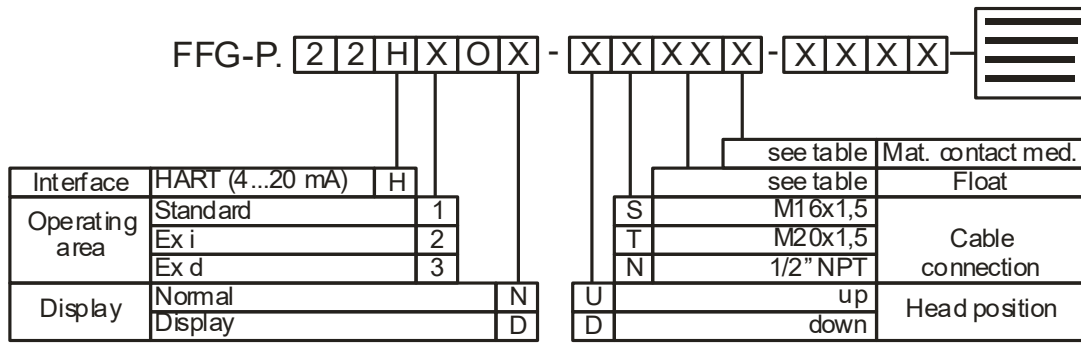 FFG-P. 2 2 H X O X - X X X X X - X X X X
see table Mat. contact med.
Interface HART (4...20 mA) H see table Float
Operating area Standard 1 S M16x1,5 Cable connection
Ex i 2 T M20x1,5
Ex d 3 N 1/2” NPT
Display Normal N U up Head position
Display D D down